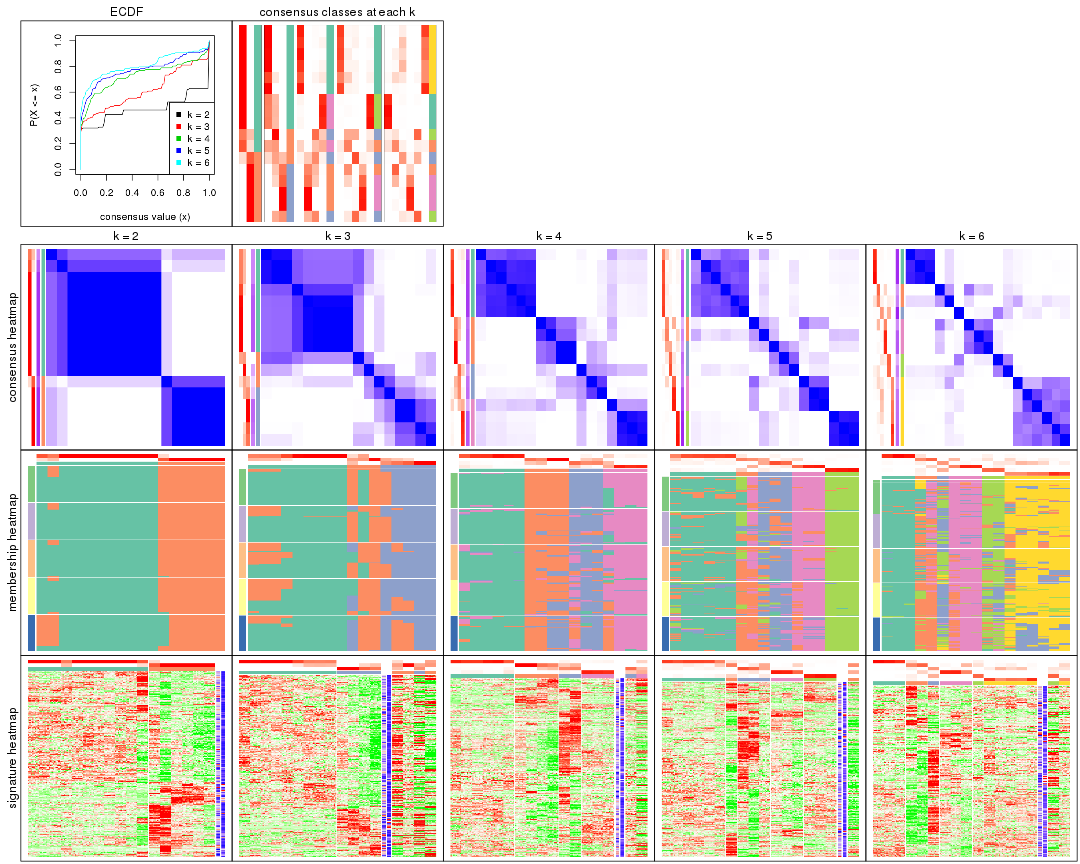 ECDF
consensus classes at each k
P(X <= x)
0.0 0.2 0.4 0.6 0.8 1.0
k = 2
k = 3
k = 4
k = 5
k = 6
0.0 0.2 0.4 0.6 0.8 1.0
consensus value (x)
k = 2
k = 3
k = 4
k = 5
k = 6
consensus heatmap
membership heatmap
signature heatmap